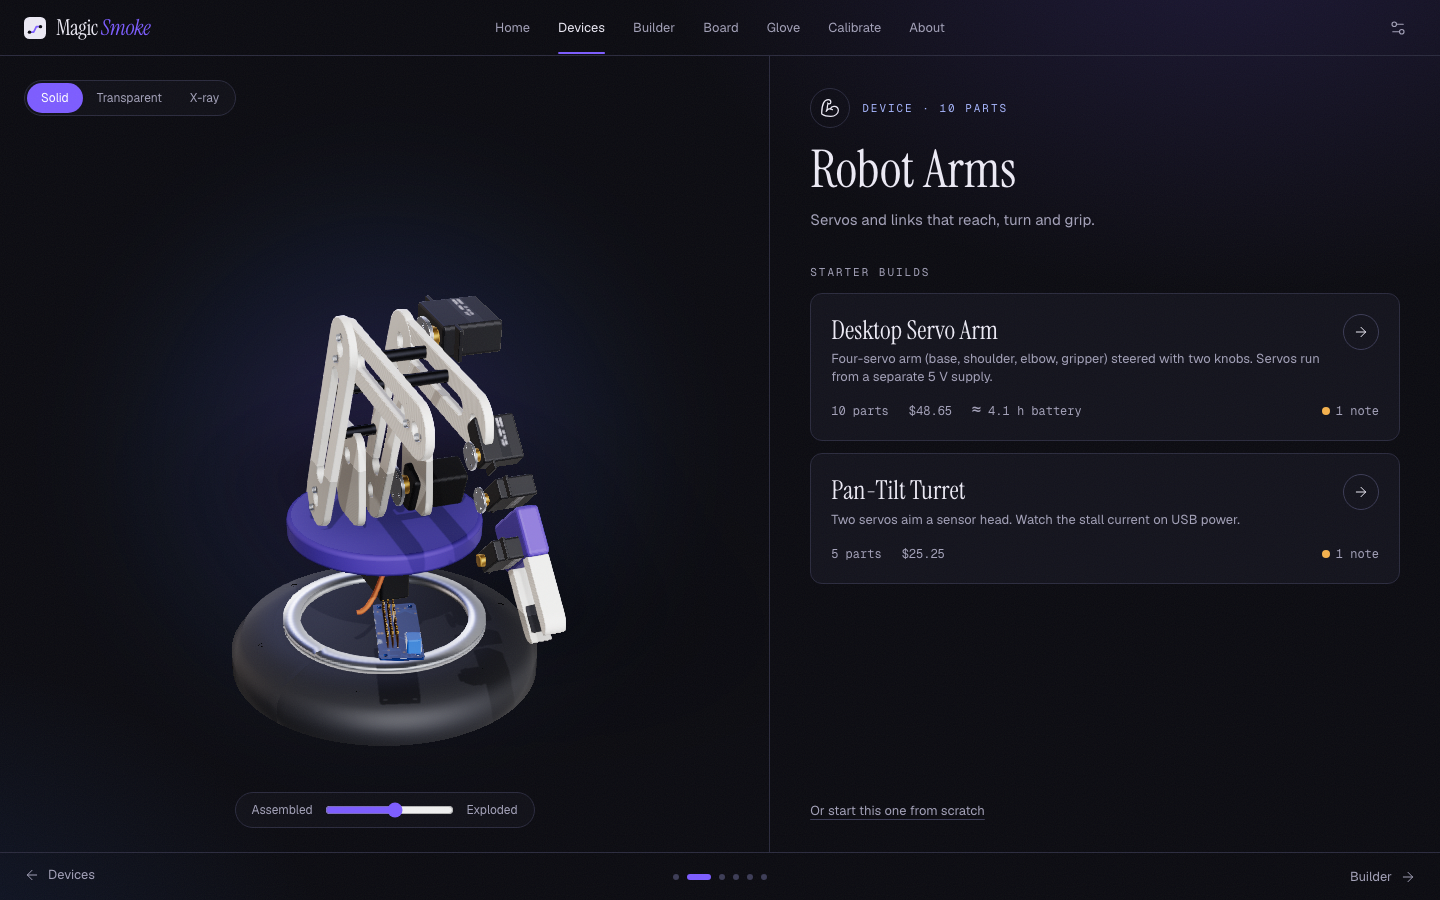 Magic Smoke
Home
Devices
Builder
Board
Glove
Calibrate
About
Solid
Transparent
X-ray
DEVICE · 10 PARTS
Robot Arms
Servos and links that reach, turn and grip.
STARTER BUILDS
Desktop Servo Arm
Four-servo arm (base, shoulder, elbow, gripper) steered with two knobs. Servos run
from a separate 5 V supply.
10 parts $48.65 ≈ 4.1 h battery 1 note
Pan-Tilt Turret
Two servos aim a sensor head. Watch the stall current on USB power.
5 parts $25.25 1 note
Assembled
Exploded
Or start this one from scratch
← Devices
Builder →